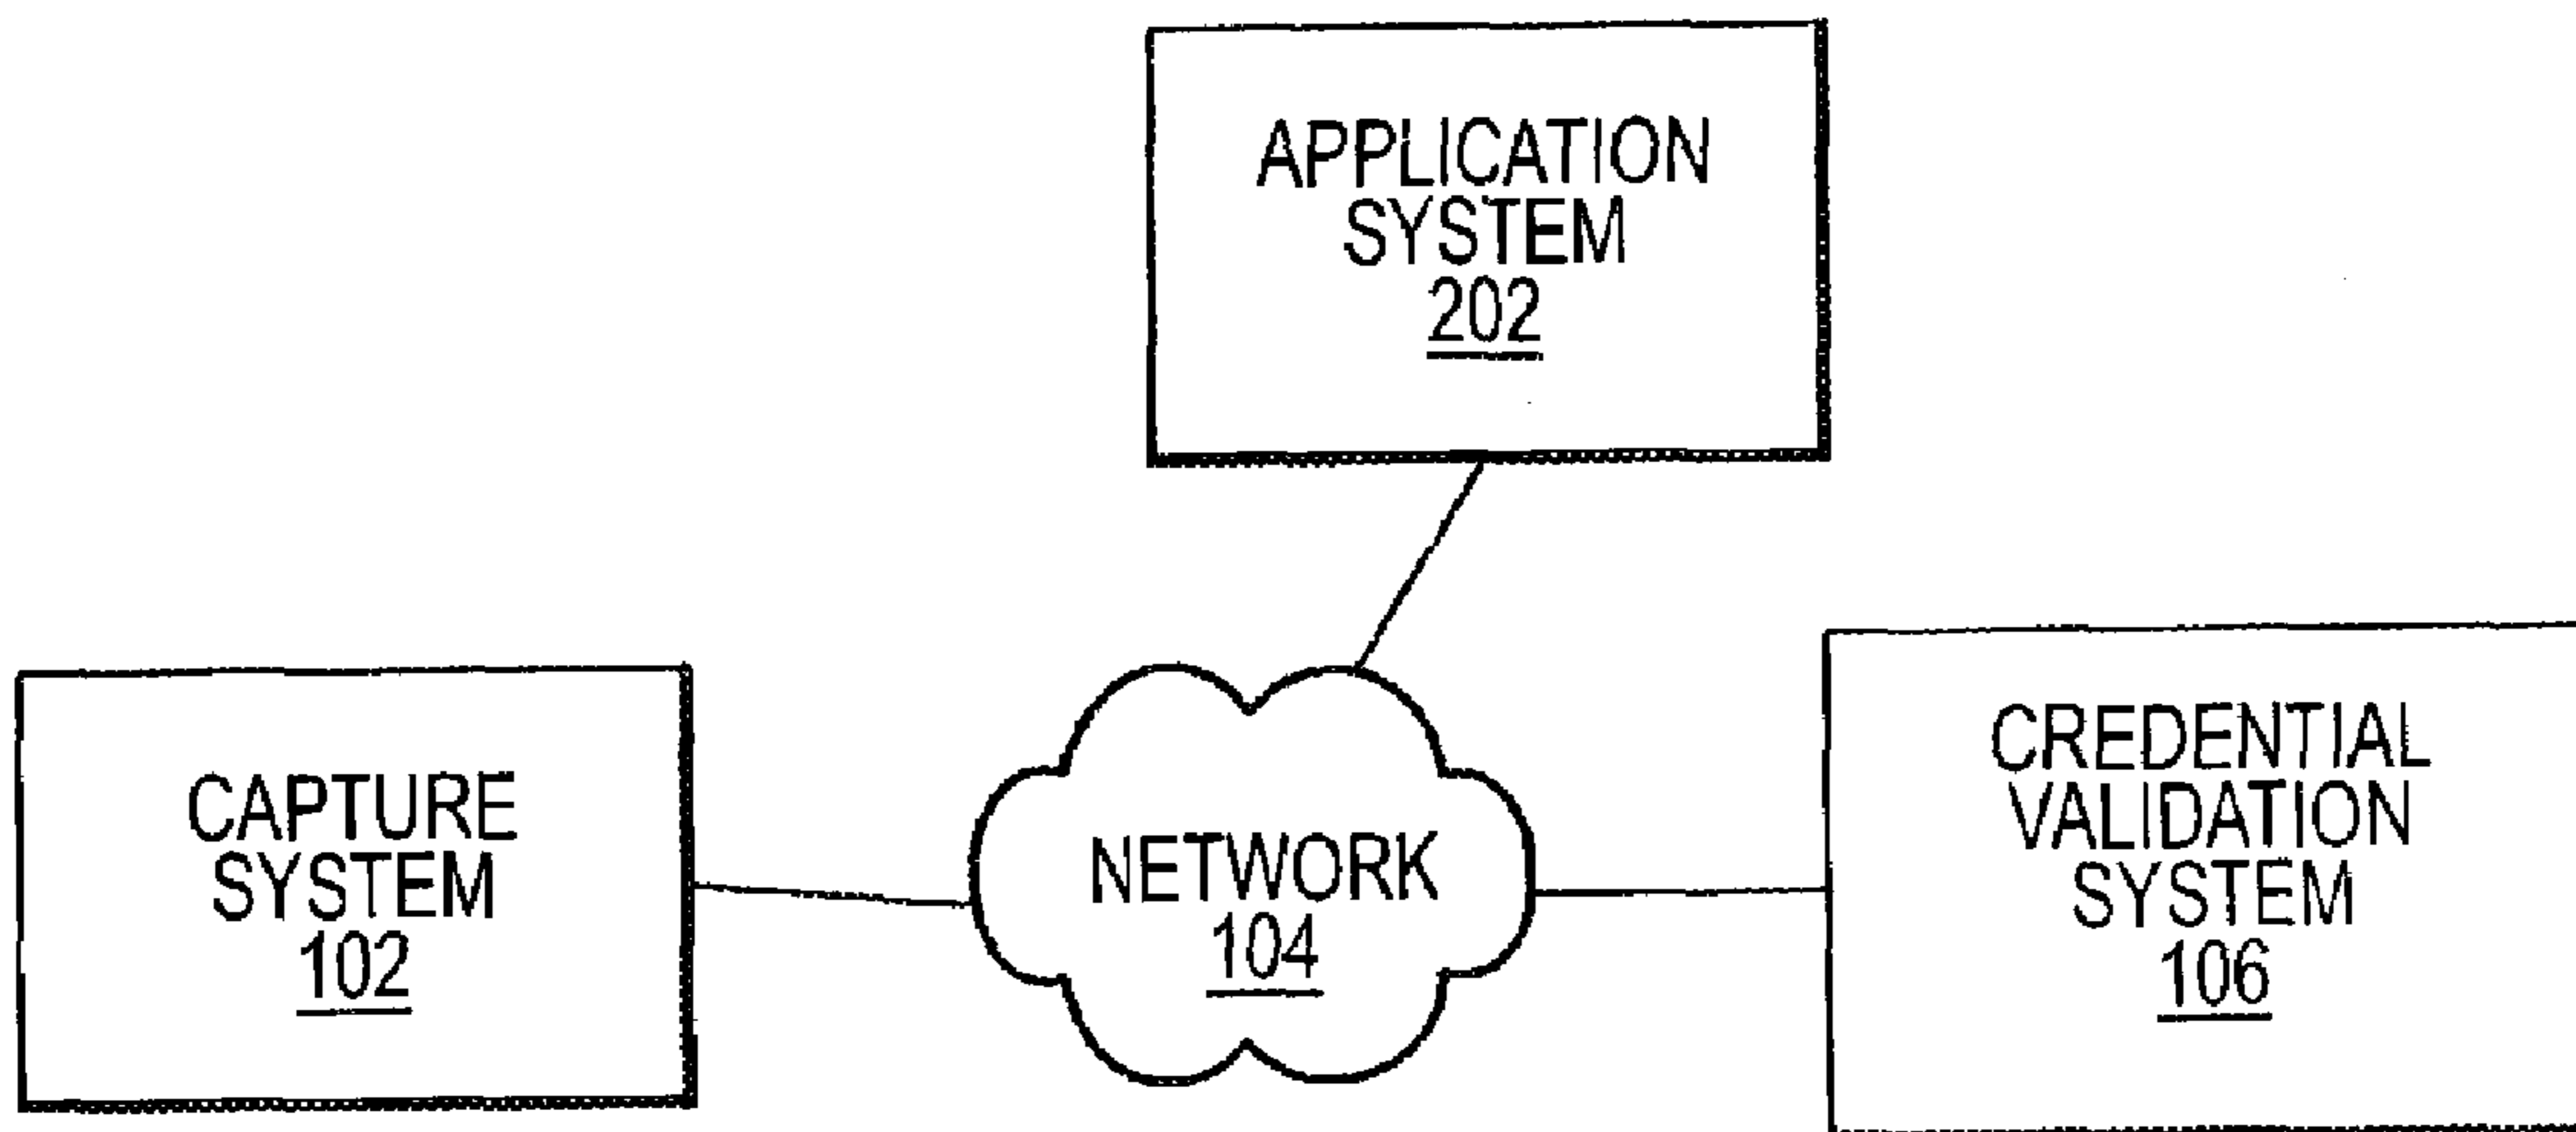 APPLICATION
SYSTEM
202
CAPTURE
SYSTEM
102
NETWORK
104
CREDENTIAL
VALIDATION
SYSTEM
106